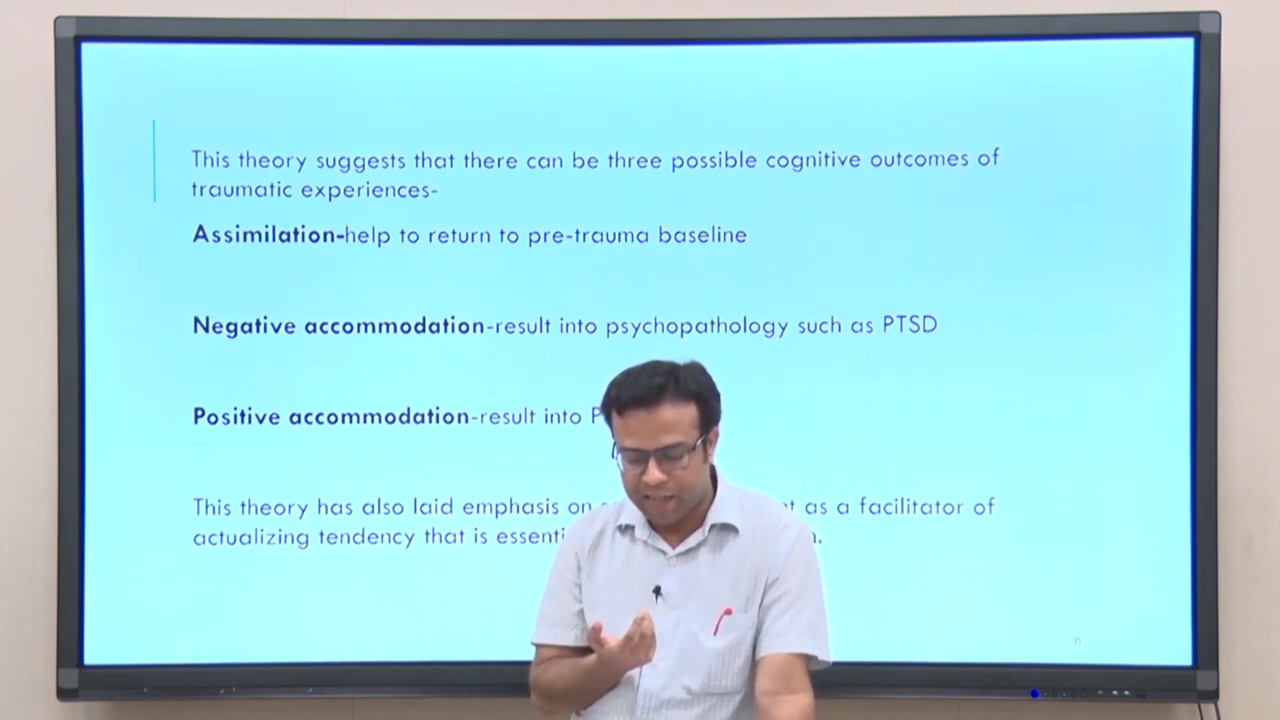 This theory suggests that there can be three possible cognitive outcomes of
traumatic experiences-
Assimilation-help to return to pre-trauma baseline
Negative accommodation-result into psychopathology such as PTSD
Positive accommodation-result into
This theory has also laid emphasis on as a facilitator of
actualizing tendency that is